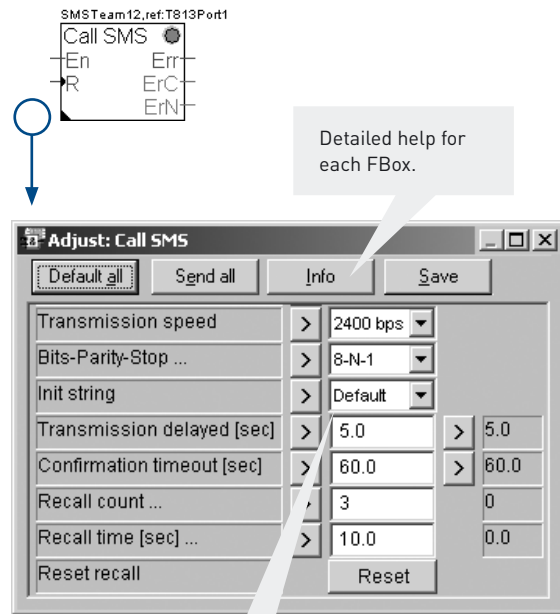 SMSTeam12,ref:T813Port1
Call SMS
En Err
R ErC
ErN
Detailed help for
each FBox.
Adjust: Call SMS
Default all Send all Info Save
Transmission speed > 2400 bps
Bits-Parity-Stop ... > 8-N-1
Init string > Default
Transmission delayed [sec] > 5.0 > 5.0
Confirmation timeout [sec] > 60.0 > 60.0
Recall count ... > 3 0
Recall time [sec] ... > 10.0 0.0
Reset recall Reset